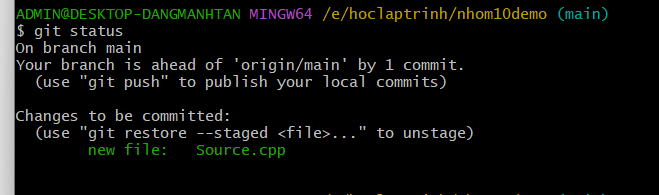 ADMIN@DESKTOP-DANGMANHTAN MINGW64 /e/hoclaptrinh/nhom10demo (main)
$ git status
On branch main
Your branch is ahead of 'origin/main' by 1 commit.
  (use "git push" to publish your local commits)

Changes to be committed:
  (use "git restore --staged <file>..." to unstage)
        new file:   Source.cpp